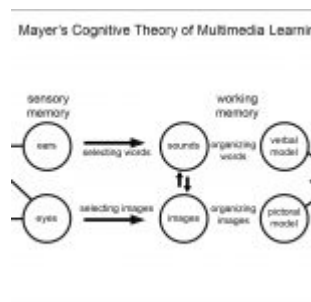 Mayer's Cognitive Theory of Multimedia Learnin
sensory
memory
working
memory
ears
selecting words
sounds
organizing
words
verbal
model
eyes
selecting images
images
organizing
images
pictoral
model